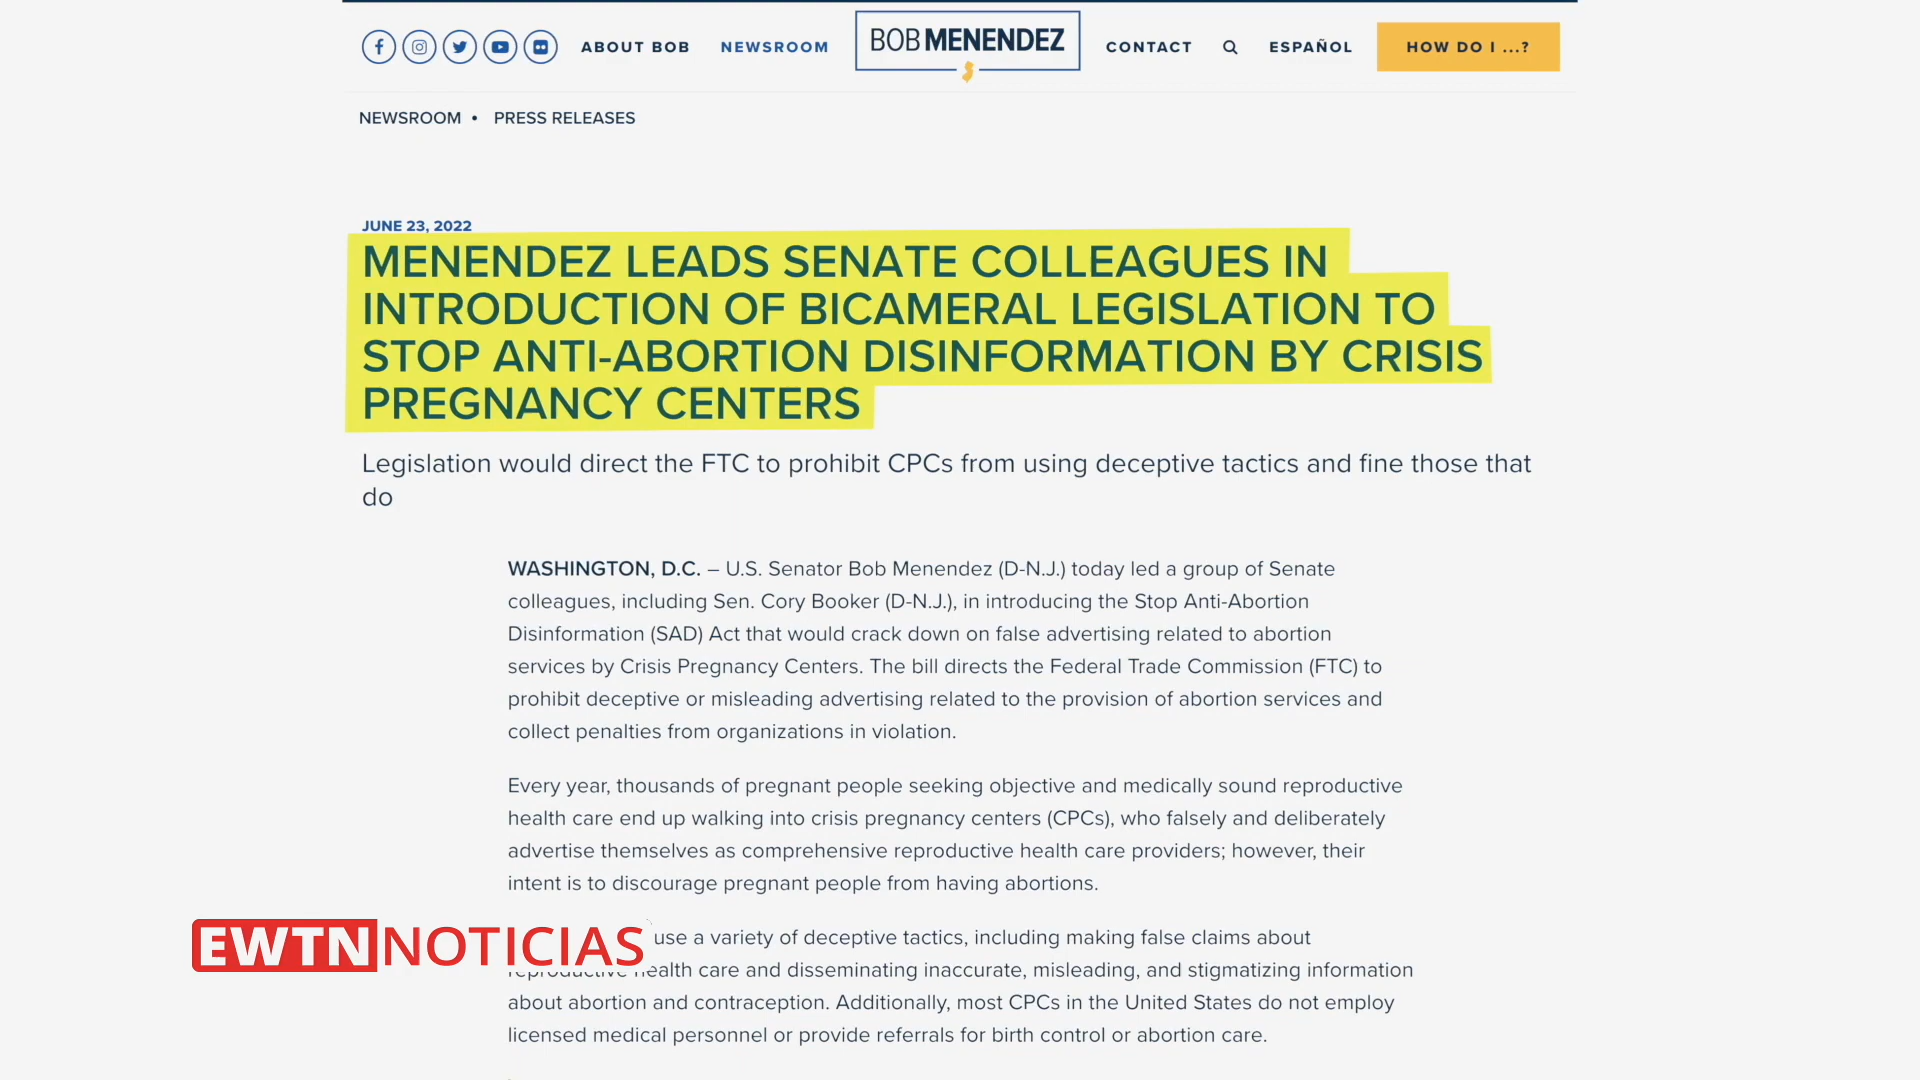 ABOUT BOB NEWSROOM BOB MENENDEZ CONTACT ESPAÑOL HOW DO I ...?
NEWSROOM • PRESS RELEASES
JUNE 23, 2022
MENENDEZ LEADS SENATE COLLEAGUES IN
INTRODUCTION OF BICAMERAL LEGISLATION TO
STOP ANTI-ABORTION DISINFORMATION BY CRISIS
PREGNANCY CENTERS
Legislation would direct the FTC to prohibit CPCs from using deceptive tactics and fine those that
do
WASHINGTON, D.C. – U.S. Senator Bob Menendez (D-N.J.) today led a group of Senate
colleagues, including Sen. Cory Booker (D-N.J.), in introducing the Stop Anti-Abortion
Disinformation (SAD) Act that would crack down on false advertising related to abortion
services by Crisis Pregnancy Centers. The bill directs the Federal Trade Commission (FTC) to
prohibit deceptive or misleading advertising related to the provision of abortion services and
collect penalties from organizations in violation.
Every year, thousands of pregnant people seeking objective and medically sound reproductive
health care end up walking into crisis pregnancy centers (CPCs), who falsely and deliberately
advertise themselves as comprehensive reproductive health care providers; however, their
intent is to discourage pregnant people from having abortions.
EWTN NOTICIAS
use a variety of deceptive tactics, including making false claims about
reproductive health care and disseminating inaccurate, misleading, and stigmatizing information
about abortion and contraception. Additionally, most CPCs in the United States do not employ
licensed medical personnel or provide referrals for birth control or abortion care.